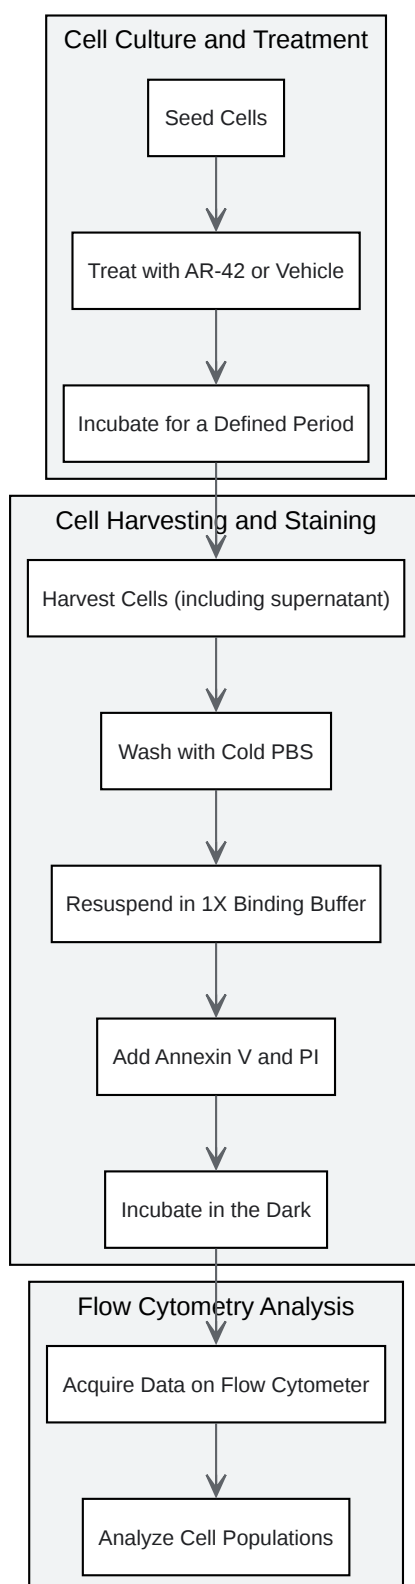 Cell Culture and Treatment
Seed Cells
Treat with AR-42 or Vehicle
Incubate for a Defined Period
Cell Harvesting and Staining
Harvest Cells (including supernatant)
Wash with Cold PBS
Resuspend in 1X Binding Buffer
Add Annexin V and PI
Incubate in the Dark
Flow Cytometry Analysis
Acquire Data on Flow Cytometer
Analyze Cell Populations